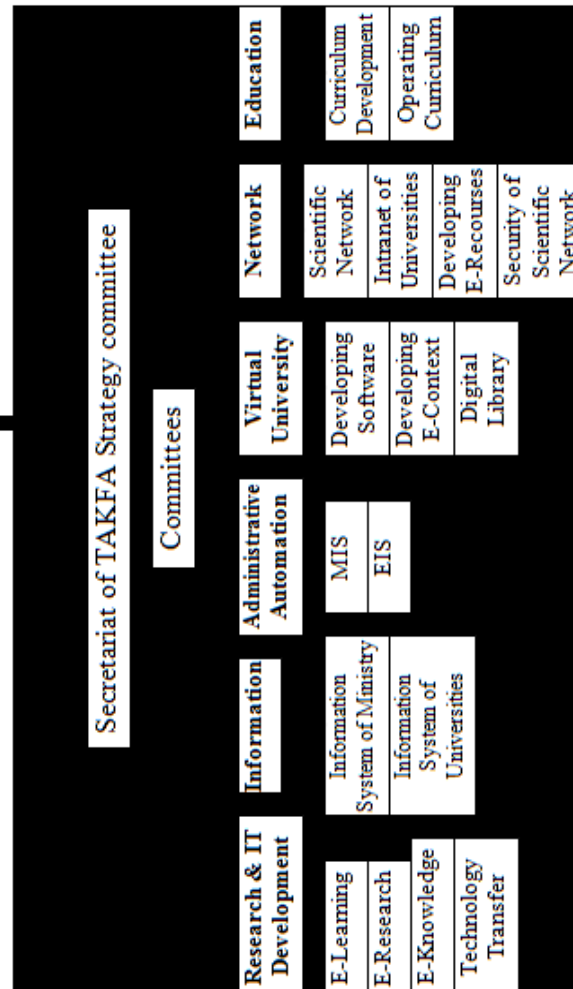 Secretariat of TAKFA Strategy committee
Committees
Research & IT
Development
E-Learning
E-Research
E-Knowledge
Technology
Transfer
Information
Information
System of Ministry
Information
System of
Universities
Administrative
Automation
MIS
EIS
Virtual
University
Developing
Software
Developing
E-Context
Digital
Library
Network
Scientific
Network
Intranet of
Universities
Developing
E-Recourses
Security of
Scientific
Network
Education
Curriculum
Development
Operating
Curriculum